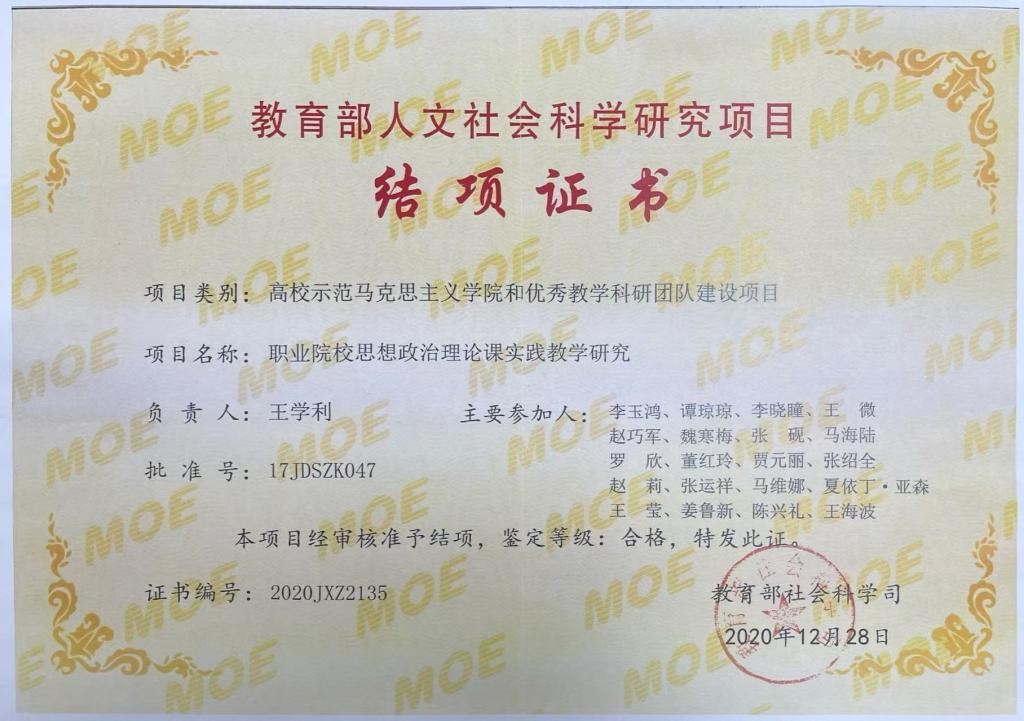 教育部人文社会科学研究项目
结项证书
项目类别：高校示范马克思主义学院和优秀教学科研团队建设项目
项目名称：职业院校思想政治理论课实践教学研究
负责人：王学利
主要参加人：李玉鸿、谭琼琼、李晓瞳、王 微
赵巧军、魏寒梅、张 砚、马海陆
罗 欣、董红玲、贾元丽、张绍全
赵 莉、张运祥、马维娜、夏依丁·亚森
王 莹、姜鲁新、陈兴礼、王海波
批准号：17JDSZK047
本项目经审核准予结项，鉴定等级：合格，特发此证。
证书编号：2020JXZ2135
教育部社会科学司
2020年12月28日
MOE